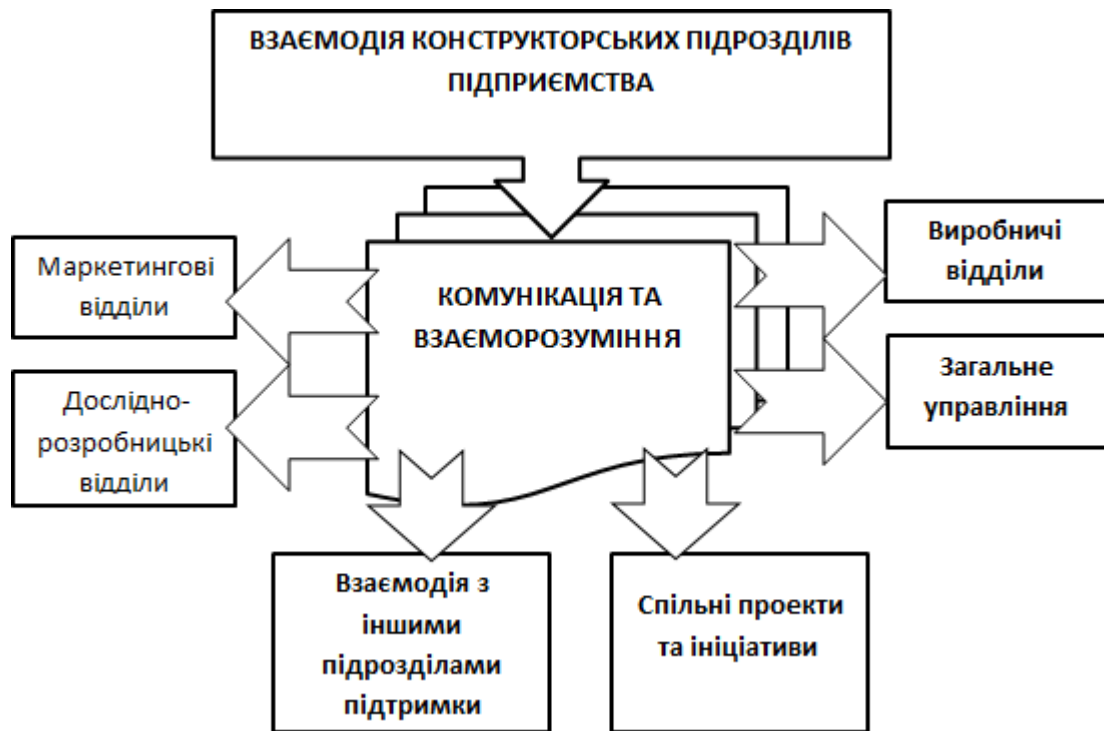 ВЗАЄМОДІЯ КОНСТРУКТОРСЬКИХ ПІДРОЗДІЛІВ
ПІДПРИЄМСТВА
КОМУНІКАЦІЯ ТА
ВЗАЄМОРОЗУМІННЯ
Маркетингові
відділи
Дослідно-
розробницькі
відділи
Виробничі
відділи
Загальне
управління
Взаємодія з
іншими
підрозділами
підтримки
Спільні проекти
та ініціативи